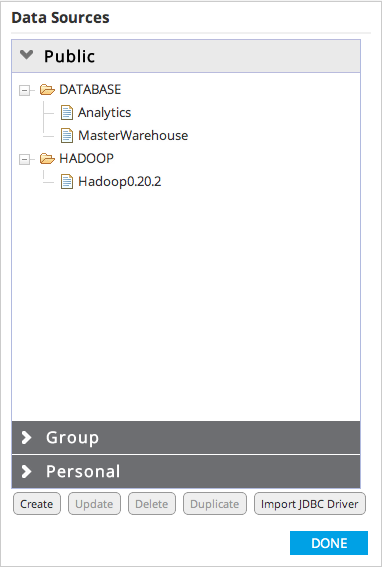 Data Sources
Public
DATABASE
Analytics
MasterWarehouse
HADOOP
Hadoop0.20.2
Group
Personal
Create Update Delete Duplicate Import JDBC Driver
DONE